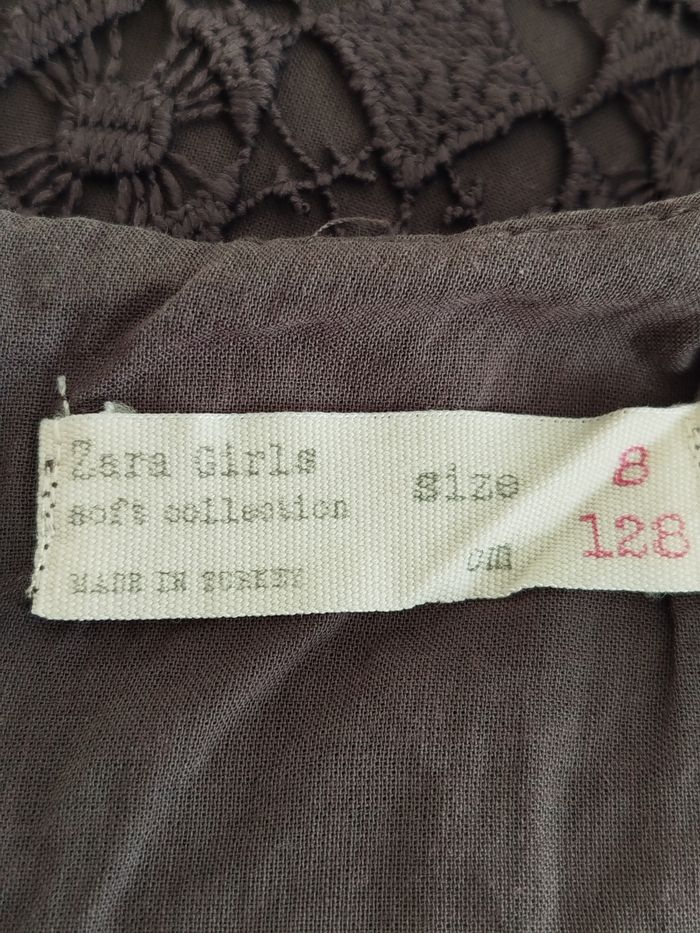 Zara Girls
soft collection
size 8
cm 128
MADE IN TURKEY